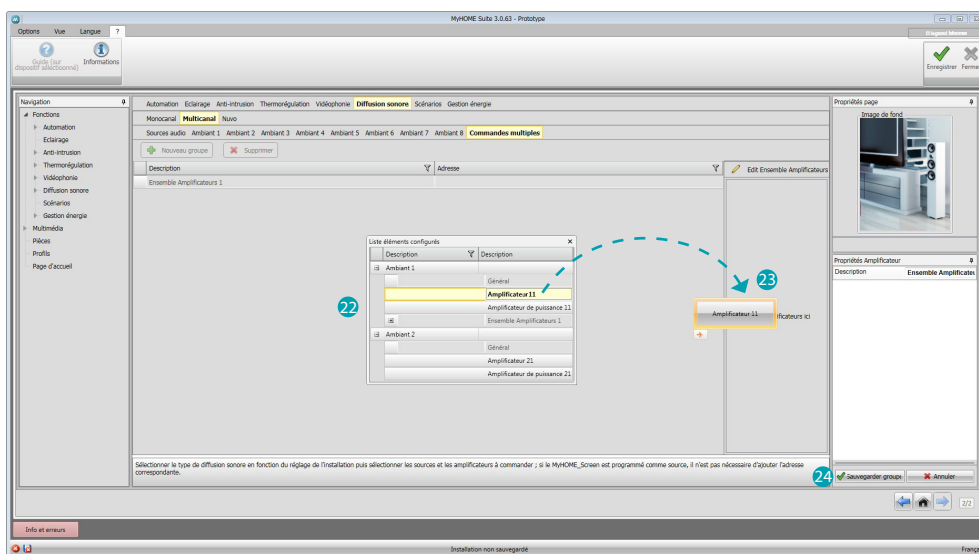 MyHOME Suite 3.0.63 - Prototype
Options Vue Langue ?
Guide (sur dispositif sélectionné)
Informations
Enregistrer
Navigation
Fonctions
Automation
Eclairage
Anti-intrusion
Thermorégulation
Vidéophonie
Diffusion sonore
Scénarios
Gestion énergie
Multimédia
Pièces
Profils
Page d'accueil
Automation Eclairage Anti-intrusion Thermorégulation Vidéophonie Diffusion sonore Scénarios Gestion énergie
Monocanal Multicanal Nuvo
Sources audio Ambiant 1 Ambiant 2 Ambiant 3 Ambiant 4 Ambiant 5 Ambiant 6 Ambiant 7 Ambiant 8 Commandes multiples
Nouveau groupe Supprimer
Description Adresse
Ensemble Amplificateurs 1
Edit Ensemble Amplificateurs
Liste éléments configurés
Description Description
Ambiant 1
Général
Amplificateur11
Amplificateur de puissance 11
Ensemble Amplificateurs 1
Ambiant 2
Général
Amplificateur 21
Amplificateur de puissance 21
22
23
Amplificateur 11
ificateurs ici
Propriétés page
Image de fond
Propriétés Amplificateur
Description Ensemble Amplificate
24
Sauvegarder group
Annuler
Sélectionner le type de diffusion sonore en fonction du réglage de l'installation puis sélectionner les sources et les amplificateurs à commander ; si le MyHOME_Screen est programmé comme source, il n'est pas nécessaire d'ajouter l'adresse
correspondante.
2/2
Info et erreurs
Installation non sauvegardé
França